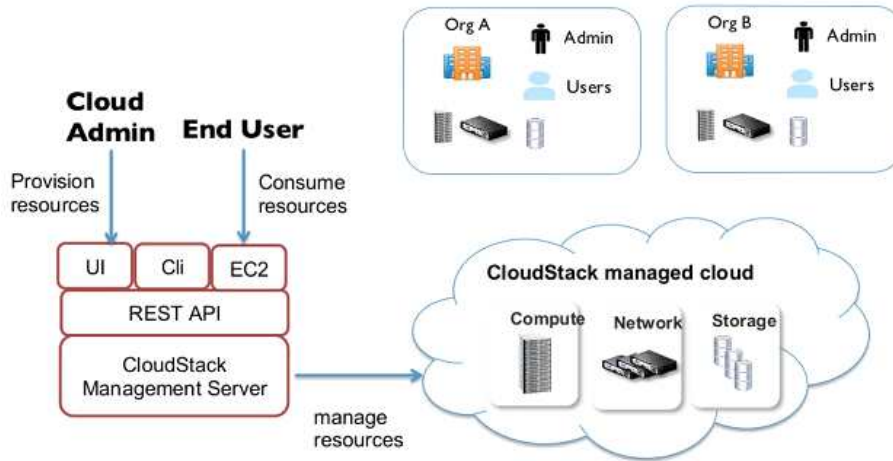 Org A
Admin
Users
Org B
Admin
Users
Cloud
Admin
End User
Provision
resources
Consume
resources
UI
Cli
EC2
REST API
CloudStack
Management Server
manage
resources
CloudStack managed cloud
Compute
Network
Storage